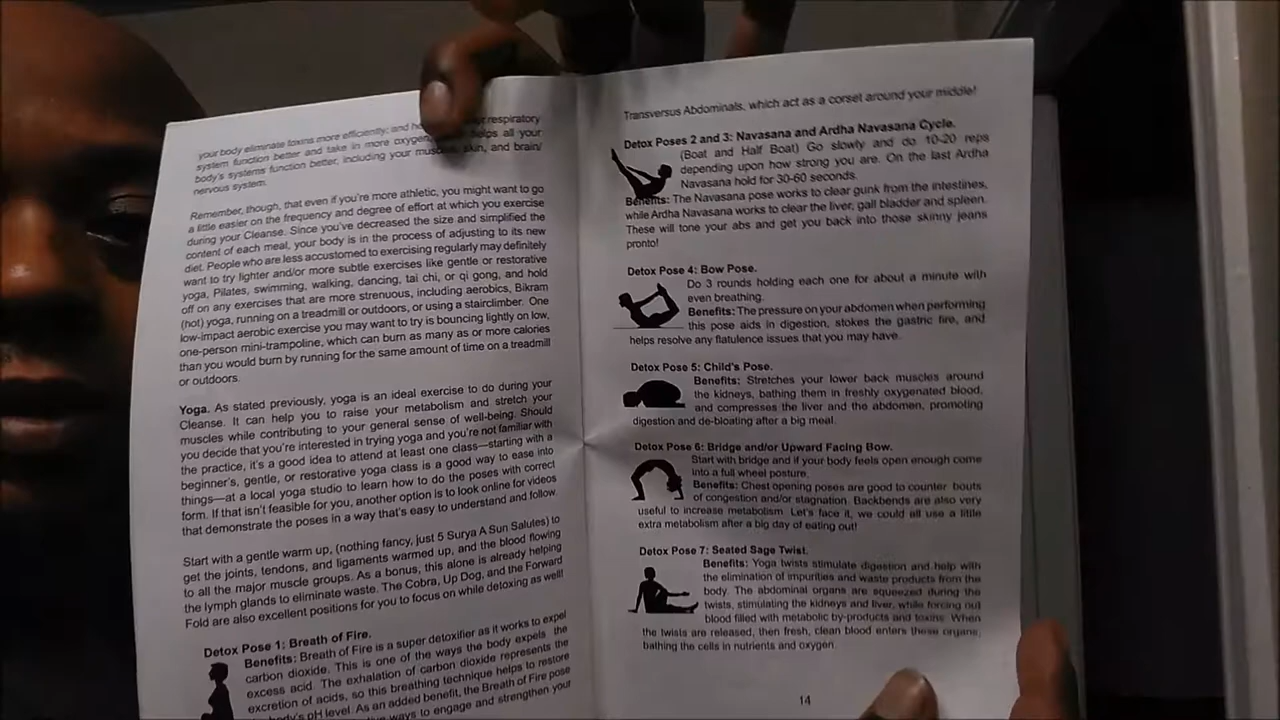 your body eliminate toxins more efficiently; and respiratory
system function better and take in more oxygen, helps all your
body's systems function better, including your muscles, skin, and brain/
nervous system.
Remember, though, that even if you're more athletic, you might want to go
a little easier on the frequency and degree of effort at which you exercise
during your Cleanse. Since you've decreased the size and simplified the
content of each meal, your body is in the process of adjusting to its new
diet. People who are less accustomed to exercising regularly may definitely
want to try lighter and/or more subtle exercises like gentle or restorative
yoga, Pilates, swimming, walking, dancing, tai chi, or qi gong, and hold
off on any exercises that are more strenuous, including aerobics, Bikram
(hot) yoga, running on a treadmill or outdoors, or using a stairclimber. One
low-impact aerobic exercise you may want to try is bouncing lightly on low,
one-person mini-trampoline, which can burn as many as or more calories
than you would burn by running for the same amount of time on a treadmill
or outdoors.
Yoga. As stated previously, yoga is an ideal exercise to do during your
Cleanse. It can help you to raise your metabolism and stretch your
muscles while contributing to your general sense of well-being. Should
you decide that you're interested in trying yoga and you're not familiar with
the practice, it's a good idea to attend at least one class—starting with a
beginner's, gentle, or restorative yoga class is a good way to ease into
things—at a local yoga studio to learn how to do the poses with correct
form. If that isn't feasible for you, another option is to look online for videos
that demonstrate the poses in a way that's easy to understand and follow.
Start with a gentle warm up, (nothing fancy, just 5 Surya A Sun Salutes) to
get the joints, tendons, and ligaments warmed up, and the blood flowing
to all the major muscle groups. As a bonus, this alone is already helping
the lymph glands to eliminate waste. The Cobra, Up Dog, and the Forward
Fold are also excellent positions for you to focus on while detoxing as well!
Detox Pose 1: Breath of Fire.
Benefits: Breath of Fire is a super detoxifier as it works to expel
carbon dioxide. This is one of the ways the body expels the
excess acid. The exhalation of carbon dioxide represents the
excretion of acids, so this breathing technique helps to restore
body's pH level. As an added benefit, the Breath of Fire pose
ways to engage and strengthen your
Transversus Abdominals, which act as a corset around your middle!
Detox Poses 2 and 3: Navasana and Ardha Navasana Cycle.
(Boat and Half Boat) Go slowly and do 10-20 reps
depending upon how strong you are. On the last Ardha
Navasana hold for 30-60 seconds.
Benefits: The Navasana pose works to clear gunk from the intestines,
while Ardha Navasana works to clear the liver, gall bladder and spleen.
These will tone your abs and get you back into those skinny jeans
pronto!
Detox Pose 4: Bow Pose.
Do 3 rounds holding each one for about a minute with
even breathing.
Benefits: The pressure on your abdomen when performing
this pose aids in digestion, stokes the gastric fire, and
helps resolve any flatulence issues that you may have.
Detox Pose 5: Child's Pose.
Benefits: Stretches your lower back muscles around
the kidneys, bathing them in freshly oxygenated blood,
and compresses the liver and the abdomen, promoting
digestion and de-bloating after a big meal.
Detox Pose 6: Bridge and/or Upward Facing Bow.
Start with bridge and if your body feels open enough come
into a full wheel posture.
Benefits: Chest opening poses are good to counter bouts
of congestion and/or stagnation. Backbends are also very
useful to increase metabolism. Let's face it, we could all use a little
extra metabolism after a big day of eating out!
Detox Pose 7: Seated Sage Twist.
Benefits: Yoga twists stimulate digestion and help with
the elimination of impurities and waste products from the
body. The abdominal organs are squeezed during the
twists, stimulating the kidneys and liver, while forcing out
blood filled with metabolic by-products and toxins. When
the twists are released, then fresh, clean blood enters these organs,
bathing the cells in nutrients and oxygen.
14